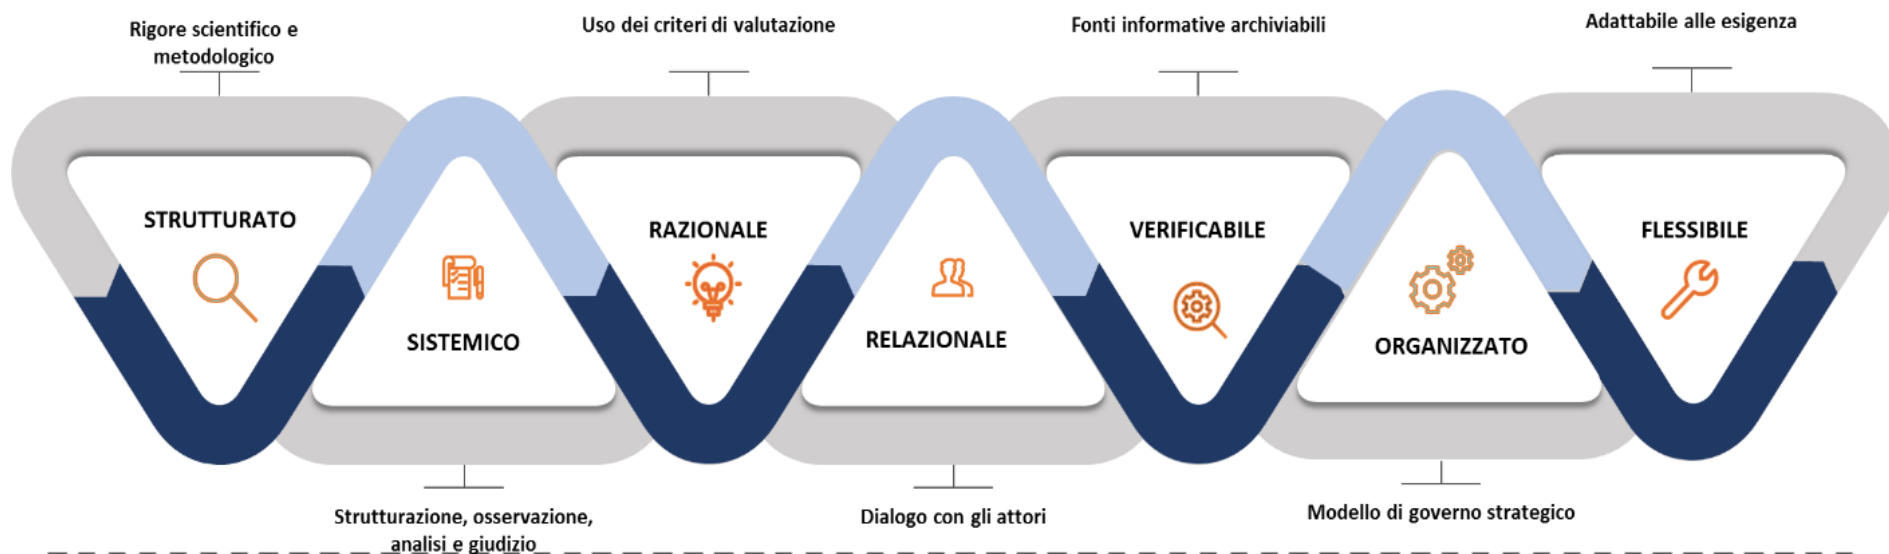 Rigore scientifico e
metodologico
Uso dei criteri di valutazione
Fonti informative archiviabili
Adattabile alle esigenza
STRUTTURATO
SISTEMICO
RAZIONALE
RELAZIONALE
VERIFICABILE
ORGANIZZATO
FLESSIBILE
Strutturazione, osservazione,
analisi e giudizio
Dialogo con gli attori
Modello di governo strategico